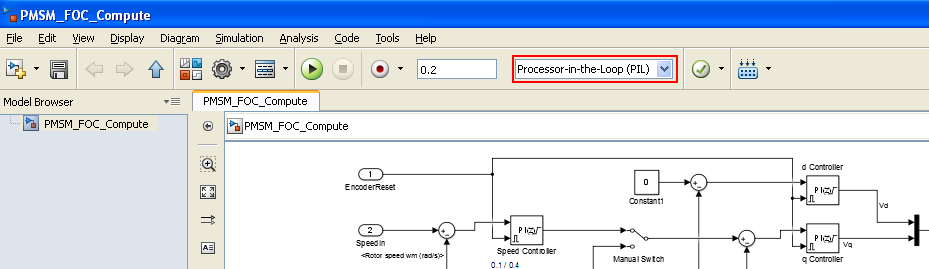 PMSM_FOC_Compute
File Edit View Display Diagram Simulation Analysis Code Tools Help
0.2 Processor-in-the-Loop (PIL)
Model Browser
PMSM_FOC_Compute
PMSM_FOC_Compute
PMSM_FOC_Compute
d Controller
1
0
PI(z)
EncoderReset
Constant1
Vd
2
PI(z)
PI(z)
SpeedIn
Speed Controller
Vq
<Rotor speed wm (rad/s)>
Manual Switch
q Controller
0.1 / 0.4